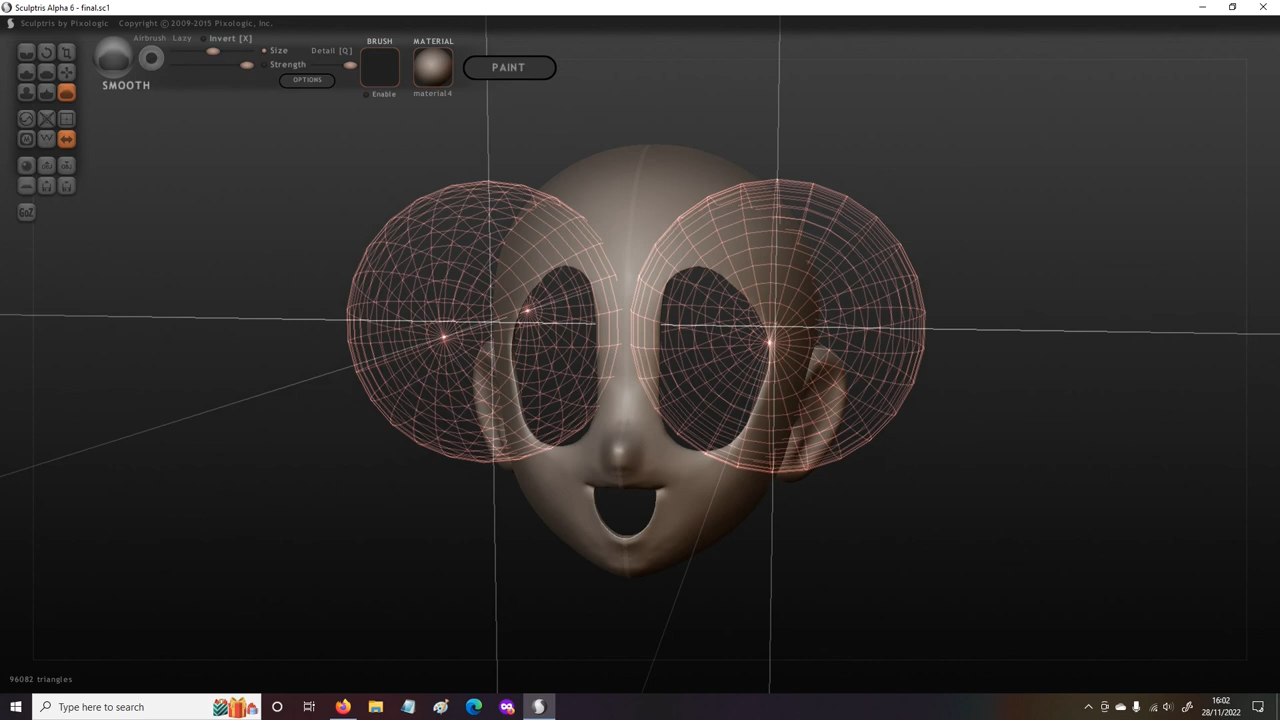 Sculptris Alpha 6 - final.sc1
Sculptris by Pixologic   Copyright © 2009-2015 Pixologic, Inc.
Airbrush Lazy Invert [X]
BRUSH MATERIAL
Size Detail [Q]
Strength
PAINT
OPTIONS
SMOOTH
Enable material4
GoZ
96082 triangles
Type here to search
16:02
28/11/2022